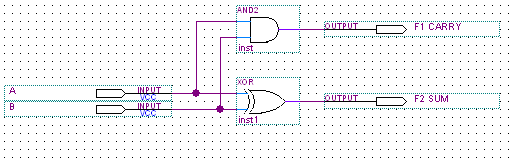 AND2
OUTPUT F1 CARRY
inst
A INPUT
VCC
B INPUT
VCC
XOR
OUTPUT F2 SUM
inst1